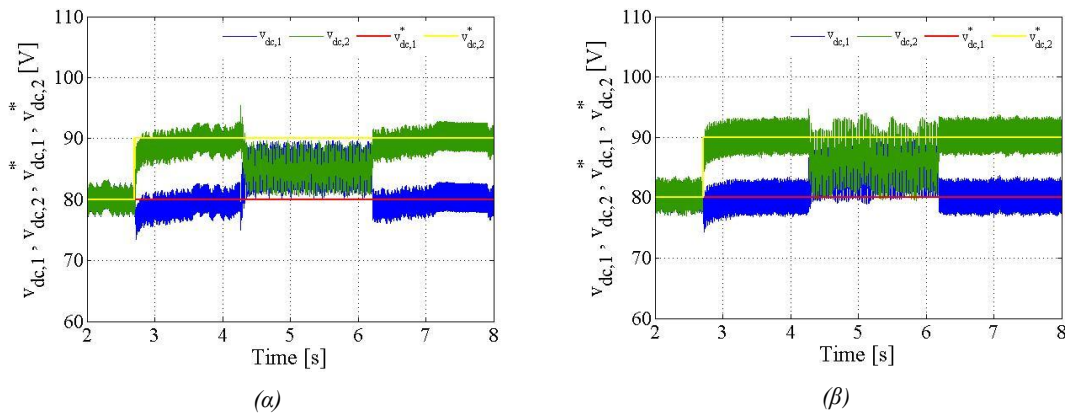 110
100
90
80
70
60
v_dc,1, v_dc,2, v*_dc,1, v*_dc,2 [V]
v_dc,1 v_dc,2 v*_dc,1 v*_dc,2
2 3 4 5 6 7 8
Time [s]
(α)
110
100
90
80
70
60
v_dc,1, v_dc,2, v*_dc,1, v*_dc,2 [V]
v_dc,1 v_dc,2 v*_dc,1 v*_dc,2
2 3 4 5 6 7 8
Time [s]
(β)